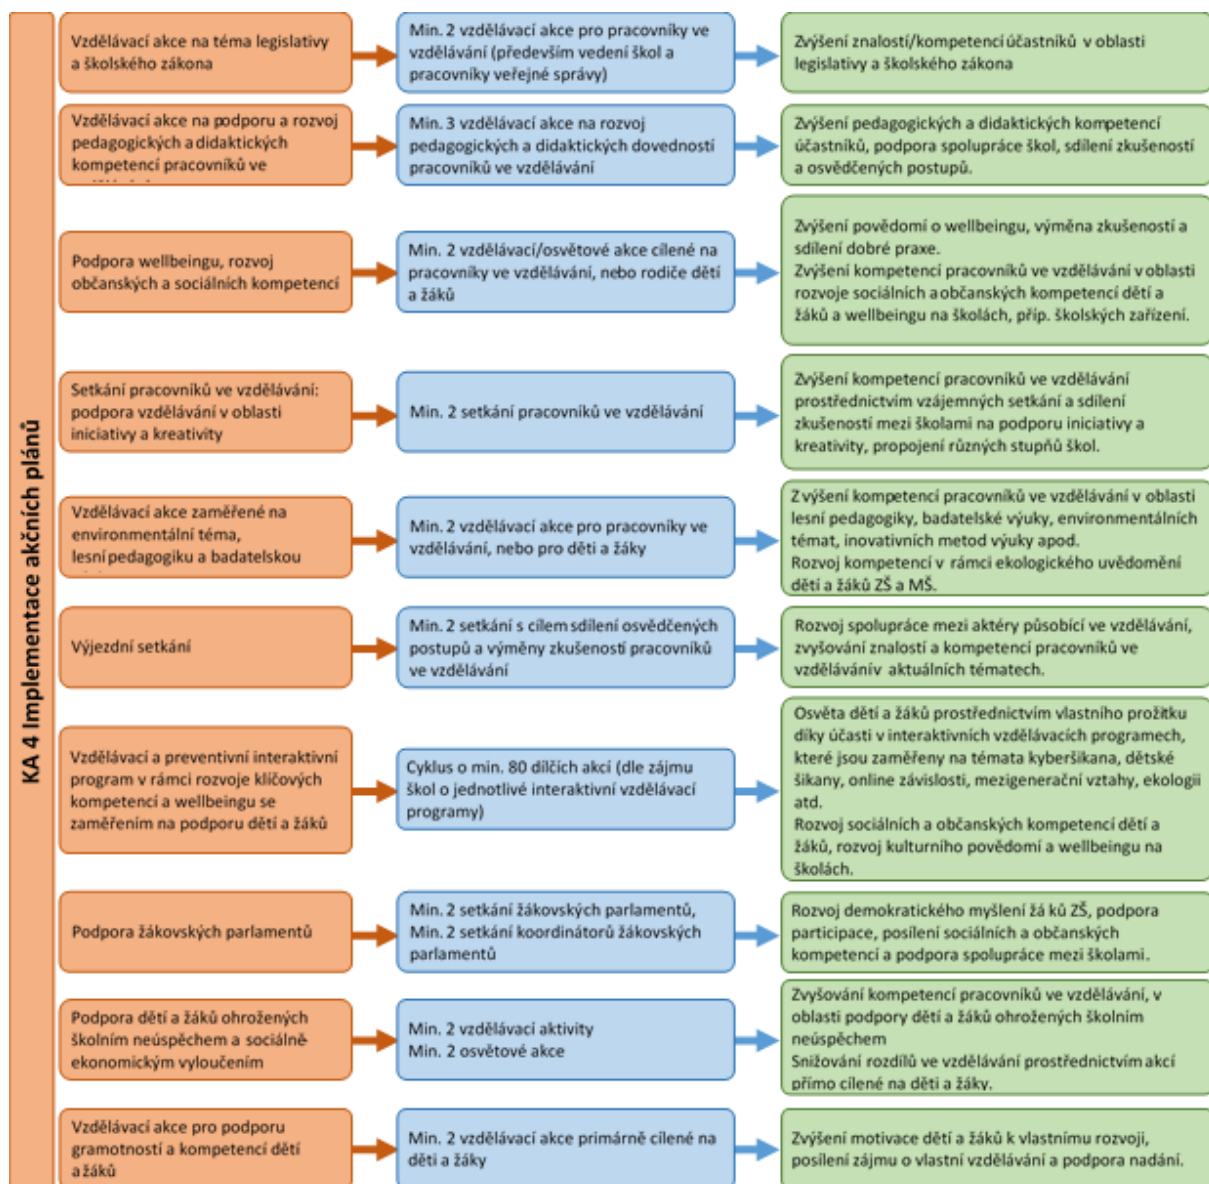 KA 4 Implementace akčních plánů
Vzdělávací akce na téma legislativy
a školského zákona
Min. 2 vzdělávací akce pro pracovníky ve
vzdělávání (především vedení škol a
pracovníky veřejné správy)
Zvýšení znalostí/kompetencí účastníků v oblasti
legislativy a školského zákona
Vzdělávací akce na podporu a rozvoj
pedagogických a didaktických
kompetencí pracovníků ve
Min. 3 vzdělávací akce na rozvoj
pedagogických a didaktických dovedností
pracovníků ve vzdělávání
Zvýšení pedagogických a didaktických kompetencí
účastníků, podpora spolupráce škol, sdílení zkušeností
a osvědčených postupů.
Podpora wellbeingu, rozvoj
občanských a sociálních kompetencí
Min. 2 vzdělávací/osvětové akce cílené na
pracovníky ve vzdělávání, nebo rodiče dětí
a žáků
Zvýšení povědomí o wellbeingu, výměna zkušeností a
sdílení dobré praxe.
Zvýšení kompetencí pracovníků ve vzdělávání v oblasti
rozvoje sociálních a občanských kompetencí dětí a
žáků a wellbeingu na školách, příp. školských zařízení.
Setkání pracovníků ve vzdělávání:
podpora vzdělávání v oblasti
iniciativy a kreativity
Min. 2 setkání pracovníků ve vzdělávání
Zvýšení kompetencí pracovníků ve vzdělávání
prostřednictvím vzájemných setkání a sdílení
zkušeností mezi školami na podporu iniciativy a
kreativity, propojení různých stupňů škol.
Vzdělávací akce zaměřené na
environmentální téma,
lesní pedagogiku a badatelskou
Min. 2 vzdělávací akce pro pracovníky ve
vzdělávání, nebo pro děti a žáky
Zvýšení kompetencí pracovníků ve vzdělávání v oblasti
lesní pedagogiky, badatelské výuky, environmentálních
témat, inovativních metod výuky apod.
Rozvoj kompetencí v rámci ekologického uvědomění
dětí a žáků ZŠ a MŠ.
Výjezdní setkání
Min. 2 setkání s cílem sdílení osvědčených
postupů a výměny zkušeností pracovníků
ve vzdělávání
Rozvoj spolupráce mezi aktéry působící ve vzdělávání,
zvyšování znalostí a kompetencí pracovníků ve
vzdělávání v aktuálních tématech.
Vzdělávací a preventivní interaktivní
program v rámci rozvoje klíčových
kompetencí a wellbeingu se
zaměřením na podporu dětí a žáků
Cyklus o min. 80 dílčích akcí (dle zájmu
škol o jednotlivé interaktivní vzdělávací
programy)
Osvěta dětí a žáků prostřednictvím vlastního prožitku
díky účasti v interaktivních vzdělávacích programech,
které jsou zaměřeny na témata kyberšikana, dětské
šikany, online závislosti, mezigenerační vztahy, ekologii
atd.
Rozvoj sociálních a občanských kompetencí dětí a
žáků, rozvoj kulturního povědomí a wellbeingu na
školách.
Podpora žákovských parlamentů
Min. 2 setkání žákovských parlamentů,
Min. 2 setkání koordinátorů žákovských
parlamentů
Rozvoj demokratického myšlení žáků ZŠ, podpora
participace, posílení sociálních a občanských
kompetencí a podpora spolupráce mezi školami.
Podpora dětí a žáků ohrožených
školním neúspěchem a sociálně-
ekonomickým vyloučením
Min. 2 vzdělávací aktivity
Min. 2 osvětové akce
Zvyšování kompetencí pracovníků ve vzdělávání, v
oblasti podpory dětí a žáků ohrožených školním
neúspěchem
Snižování rozdílů ve vzdělávání prostřednictvím akcí
přímo cílené na děti a žáky.
Vzdělávací akce pro podporu
gramotností a kompetencí dětí
a žáků
Min. 2 vzdělávací akce primárně cílené na
děti a žáky
Zvýšení motivace dětí a žáků k vlastnímu rozvoji,
posílení zájmu o vlastní vzdělávání a podpora nadání.